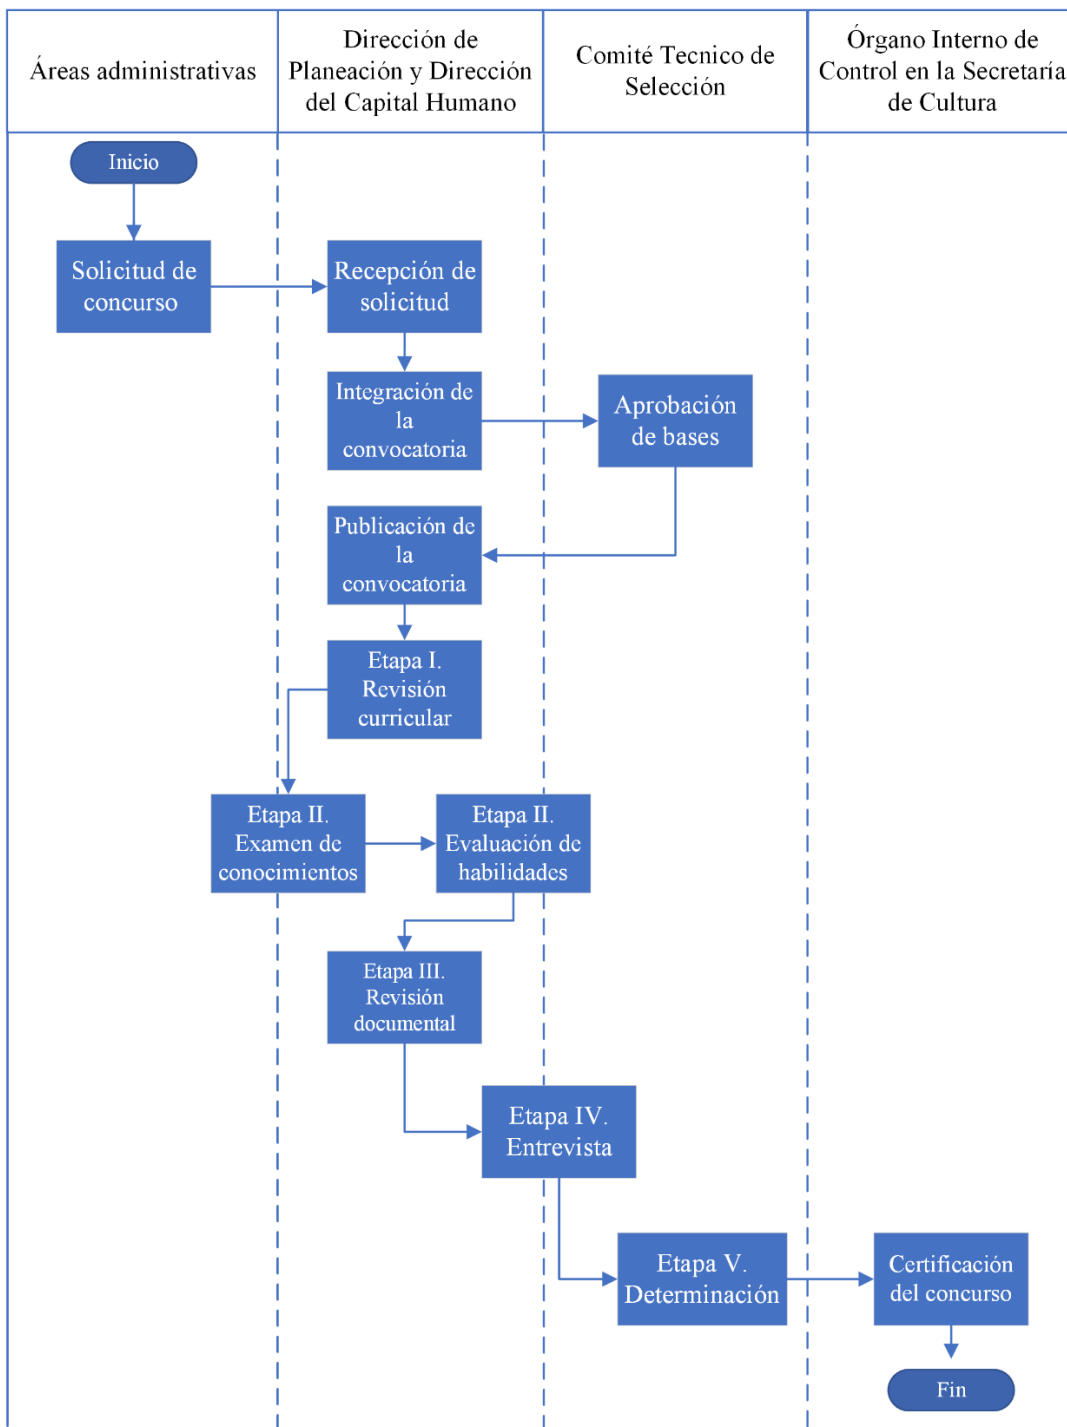 Áreas administrativas
Dirección de
Planeación y Dirección
del Capital Humano
Comité Tecnico de
Selección
Órgano Interno de
Control en la Secretaría
de Cultura
Inicio
Solicitud de
concurso
Recepción de
solicitud
Integración de
la
convocatoria
Aprobación
de bases
Publicación de
la
convocatoria
Etapa I.
Revisión
curricular
Etapa II.
Examen de
conocimientos
Etapa II.
Evaluación de
habilidades
Etapa III.
Revisión
documental
Etapa IV.
Entrevista
Etapa V.
Determinación
Certificación
del concurso
Fin